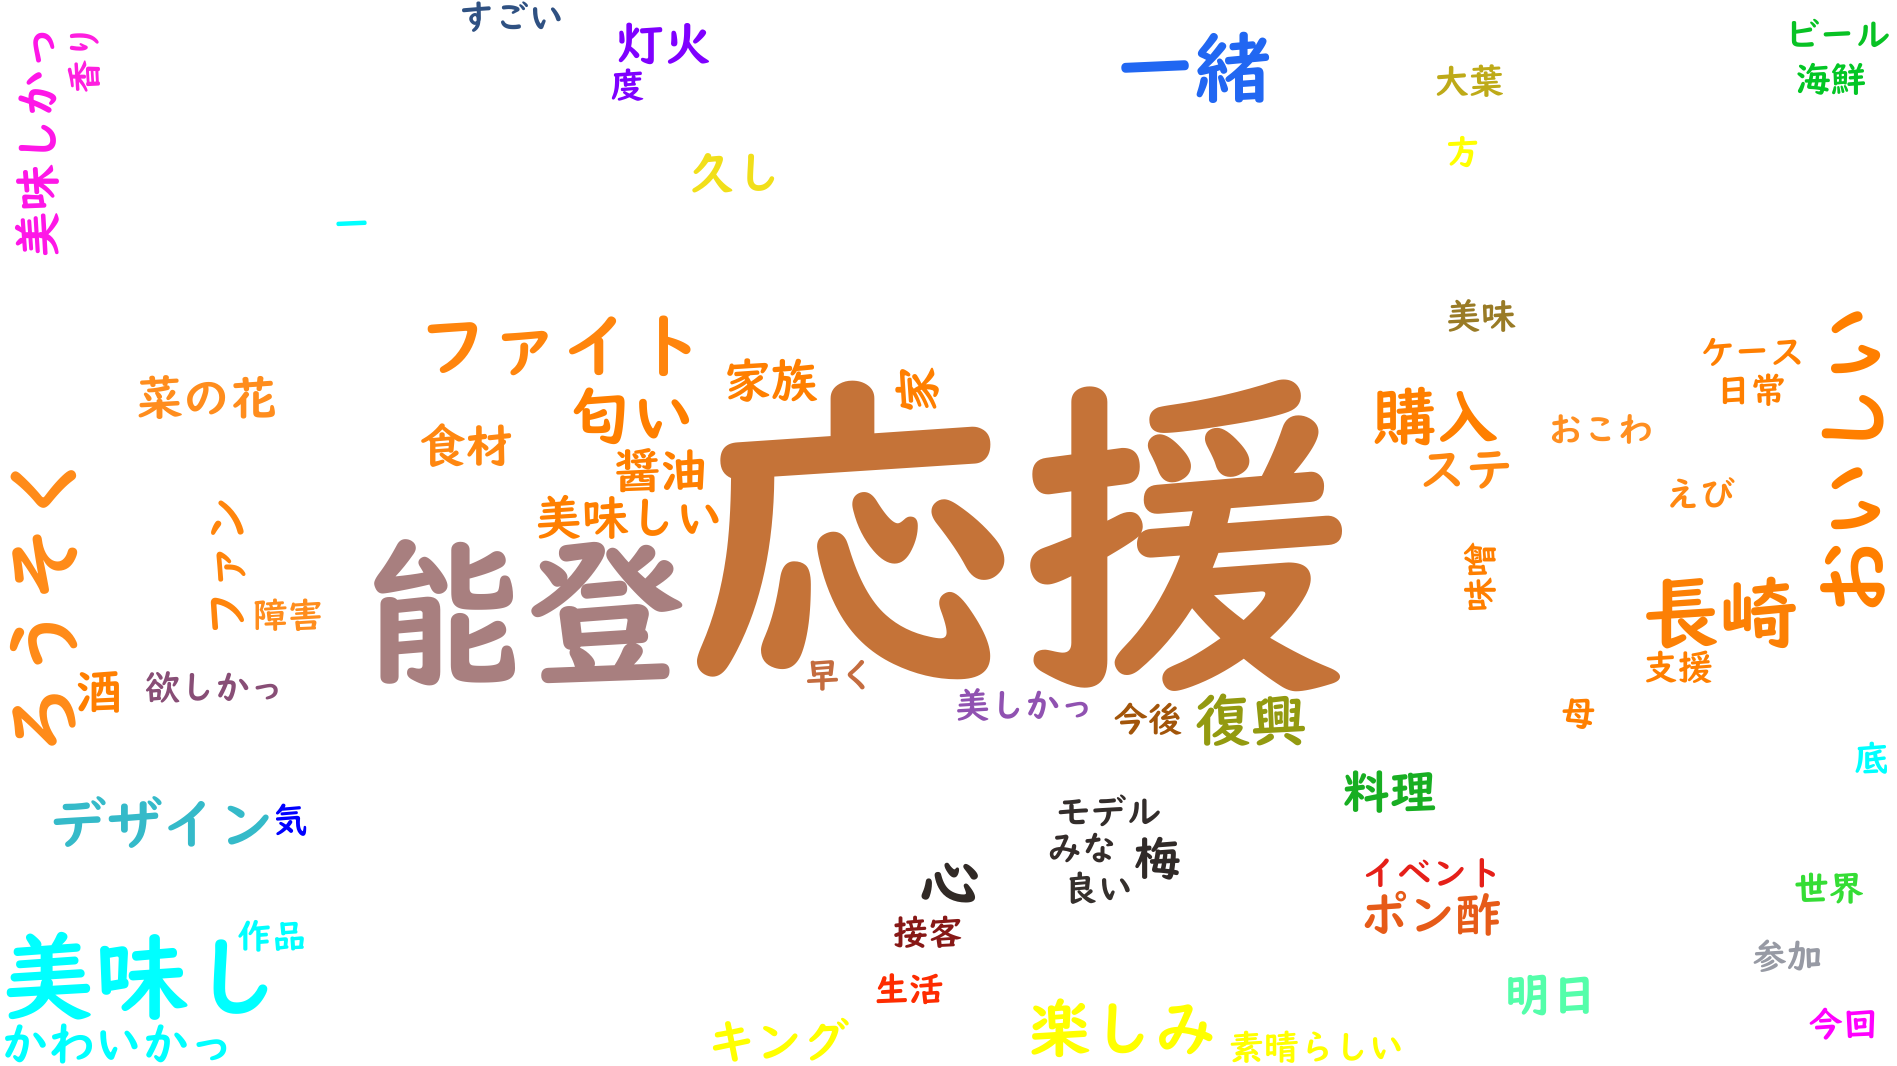 すごい
灯火
度
一緒
ビール
海鮮
大葉
方
美味しかっ
香り
久し
一
美味
ファイト
家族
家
匂い
食材
醤油
美味しい
菜の花
購入
ステ
ケース
日常
おこわ
おいしい
えび
応援
能登
ろうそく
ファン
障害
味噌
長崎
支援
酒
欲しかっ
早く
美しかっ
今後
復興
母
底
デザイン
気
料理
モデル
みな
梅
良い
心
イベント
ポン酢
世界
接客
作品
美味し
かわいかっ
生活
参加
明日
今回
キング
楽しみ
素晴らしい